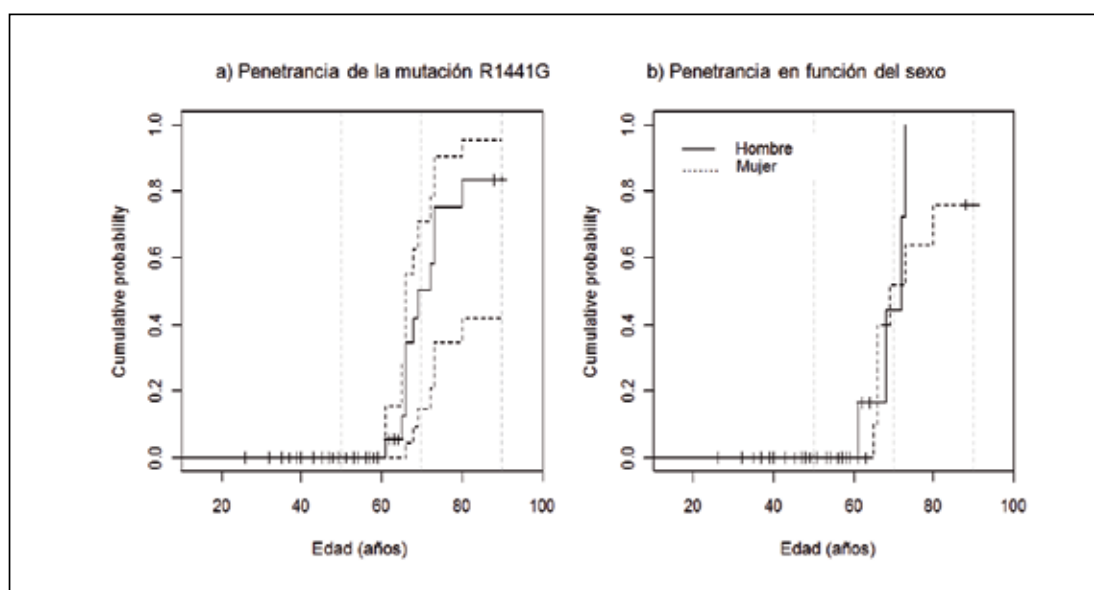 a) Penetrancia de la mutación R1441G
Cumulative probability
1.0
0.8
0.6
0.4
0.2
0.0
20 40 60 80 100
Edad (años)
b) Penetrancia en función del sexo
Hombre
Mujer
Cumulative probability
1.0
0.8
0.6
0.4
0.2
0.0
20 40 60 80 100
Edad (años)